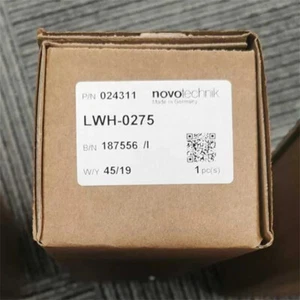 P/N 024311 novotechnik
Made in Germany
LWH-0275
B/N 187556 /I
W/Y 45/19 1 pc(s)